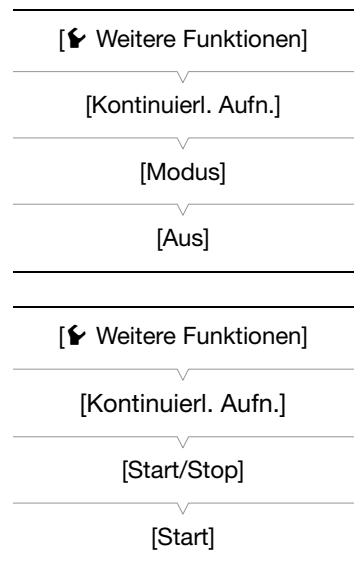 [ Weitere Funktionen]
[Kontinuierl. Aufn.]
[Modus]
[Aus]
[ Weitere Funktionen]
[Kontinuierl. Aufn.]
[Start/Stop]
[Start]